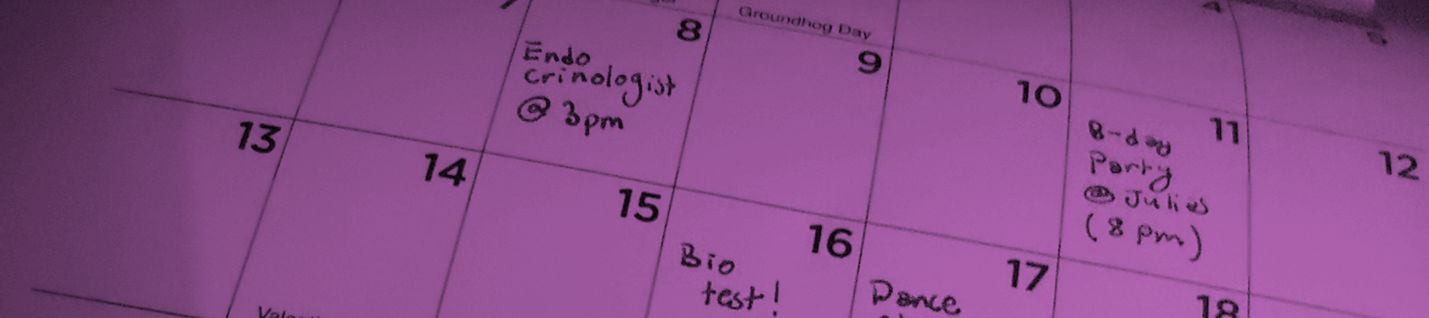 8
Groundhog Day
9
10
11
12
Endo
crinologist
@ 3pm
B-day
Party
@ Julies
(8 pm)
13
14
15
16
17
18
Bio
test!
Dance